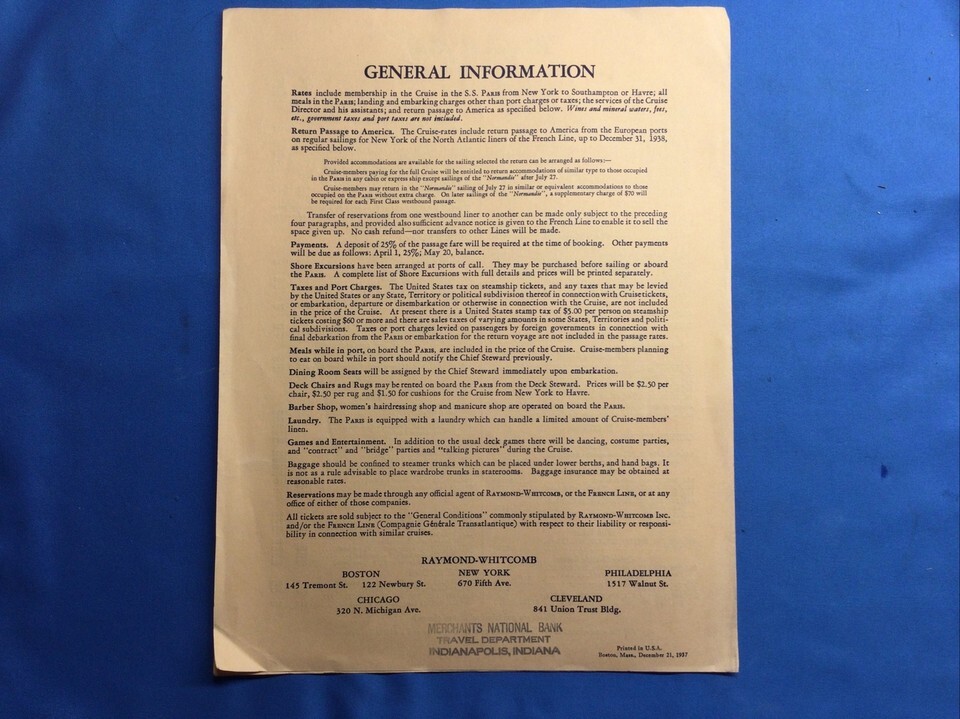 GENERAL INFORMATION
Rates include membership in the Cruise in the S.S. PARIS from New York to Southampton or Havre; all
meals in the PARIS; landing and embarking charges other than port charges or taxes; the services of the Cruise
Director and his assistants; and return passage to America as specified below. Wines and mineral waters, fees,
etc., government taxes and port taxes are not included.
Return Passage to America. The Cruise-rates include return passage to America from the European ports
on regular sailings for New York of the North Atlantic liners of the French Line, up to December 31, 1938,
as specified below.
Provided accommodations are available for the sailing selected the return can be arranged as follows:—
Cruise-members paying for the full Cruise will be entitled to return accommodations of similar type to those occupied
in the PARIS in any cabin or express ship except sailings of the "Normandie" after July 27.
Cruise-members may return in the "Normandie" sailing of July 27 in similar or equivalent accommodations to those
occupied on the PARIS without extra charge. On later sailings of the "Normandie", a supplementary charge of $70 will
be required for each First Class westbound passage.
Transfer of reservations from one westbound liner to another can be made only subject to the preceding
four paragraphs, and provided also sufficient advance notice is given to the French Line to enable it to sell the
space given up. No cash refund—nor transfers to other Lines will be made.
Payments. A deposit of 25% of the passage fare will be required at the time of booking. Other payments
will be due as follows: April 1, 25%; May 20, balance.
Shore Excursions have been arranged at ports of call. They may be purchased before sailing or aboard
the PARIS. A complete list of Shore Excursions with full details and prices will be printed separately.
Taxes and Port Charges. The United States tax on steamship tickets, and any taxes that may be levied
by the United States or any State, Territory or political subdivision thereof in connection with Cruise tickets,
or embarkation, departure or disembarkation or otherwise in connection with the Cruise, are not included
in the price of the Cruise. At present there is a United States stamp tax of $5.00 per person on steamship
tickets costing $60 or more and there are sales taxes of varying amounts in some States, Territories and politi-
cal subdivisions. Taxes or port charges levied on passengers by foreign governments in connection with
final debarkation from the PARIS or embarkation for the return voyage are not included in the passage rates.
Meals while in port, on board the PARIS, are included in the price of the Cruise. Cruise-members planning
to eat on board while in port should notify the Chief Steward previously.
Dining Room Seats will be assigned by the Chief Steward immediately upon embarkation.
Deck Chairs and Rugs may be rented on board the PARIS from the Deck Steward. Prices will be $2.50 per
chair, $2.50 per rug and $1.50 for cushions for the Cruise from New York to Havre.
Barber Shop, women's hairdressing shop and manicure shop are operated on board the PARIS.
Laundry. The PARIS is equipped with a laundry which can handle a limited amount of Cruise-members'
linen.
Games and Entertainment. In addition to the usual deck games there will be dancing, costume parties,
and "contract" and "bridge" parties and "talking pictures" during the Cruise.
Baggage should be confined to steamer trunks which can be placed under lower berths, and hand bags. It
is not as a rule advisable to place wardrobe trunks in staterooms. Baggage insurance may be obtained at
reasonable rates.
Reservations may be made through any official agent of RAYMOND-WHITCOMB, or the FRENCH LINE, or at any
office of either of those companies.
All tickets are sold subject to the "General Conditions" commonly stipulated by RAYMOND-WHITCOMB INC.
and/or the FRENCH LINE (Compagnie Générale Transatlantique) with respect to their liability or responsi-
bility in connection with similar cruises.
RAYMOND-WHITCOMB
BOSTON NEW YORK PHILADELPHIA
145 Tremont St. 122 Newbury St. 670 Fifth Ave. 1517 Walnut St.
CHICAGO CLEVELAND
320 N. Michigan Ave. 841 Union Trust Bldg.
MERCHANTS NATIONAL BANK
TRAVEL DEPARTMENT
INDIANAPOLIS, INDIANA
Printed in U.S.A.
Boston, Mass., December 21, 1937